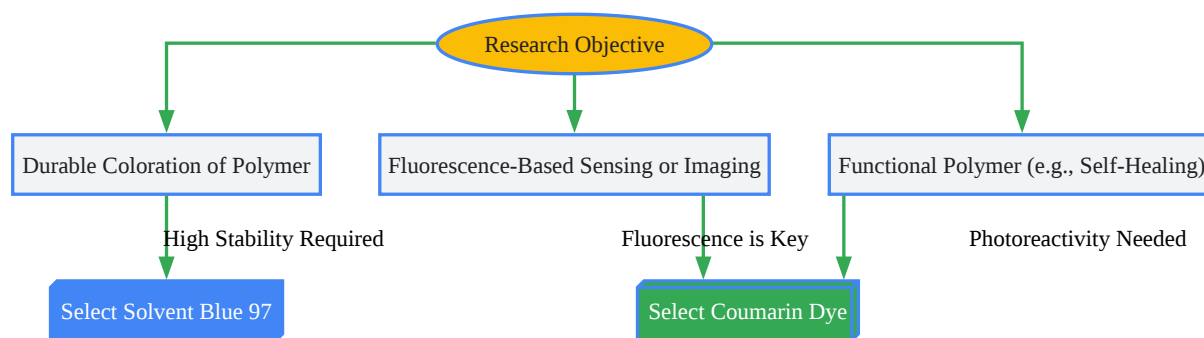 Research Objective
Durable Coloration of Polymer
Fluorescence-Based Sensing or Imaging
Functional Polymer (e.g., Self-Healing)
High Stability Required
Fluorescence is Key
Photoreactivity Needed
Select Solvent Blue 97
Select Coumarin Dye